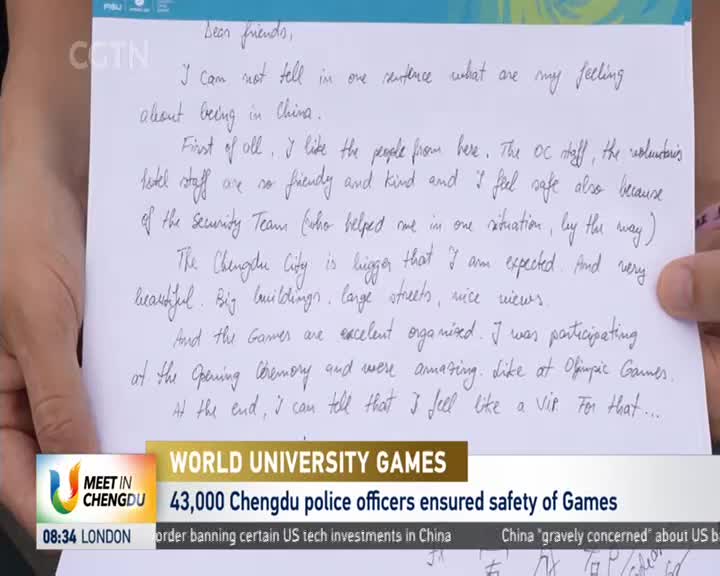 FISU
CGTN
Dear friends,
I can not tell in one sentence what are my feeling
about being in China.
First of all, I like the people from here. The OC staff, the voluntaris
hotel staff are so friendy and kind and I feel safe also because
of the Security Team (who helped me in one situation, by the way)
The Chengdu City is bigger that I am expected. And very
beautiful. Big buildings, large streets, nice views.
And the Games are excelent organised. I was participating
at the Opening Ceremony and were amazing. Like at Olimpic Games.
At the end, I can tell that I feel like a VIP. For that...
WORLD UNIVERSITY GAMES
MEET IN
CHENGDU
43,000 Chengdu police officers ensured safety of Games
08:34 LONDON
order banning certain US tech investments in China
China "gravely concerned" about US b